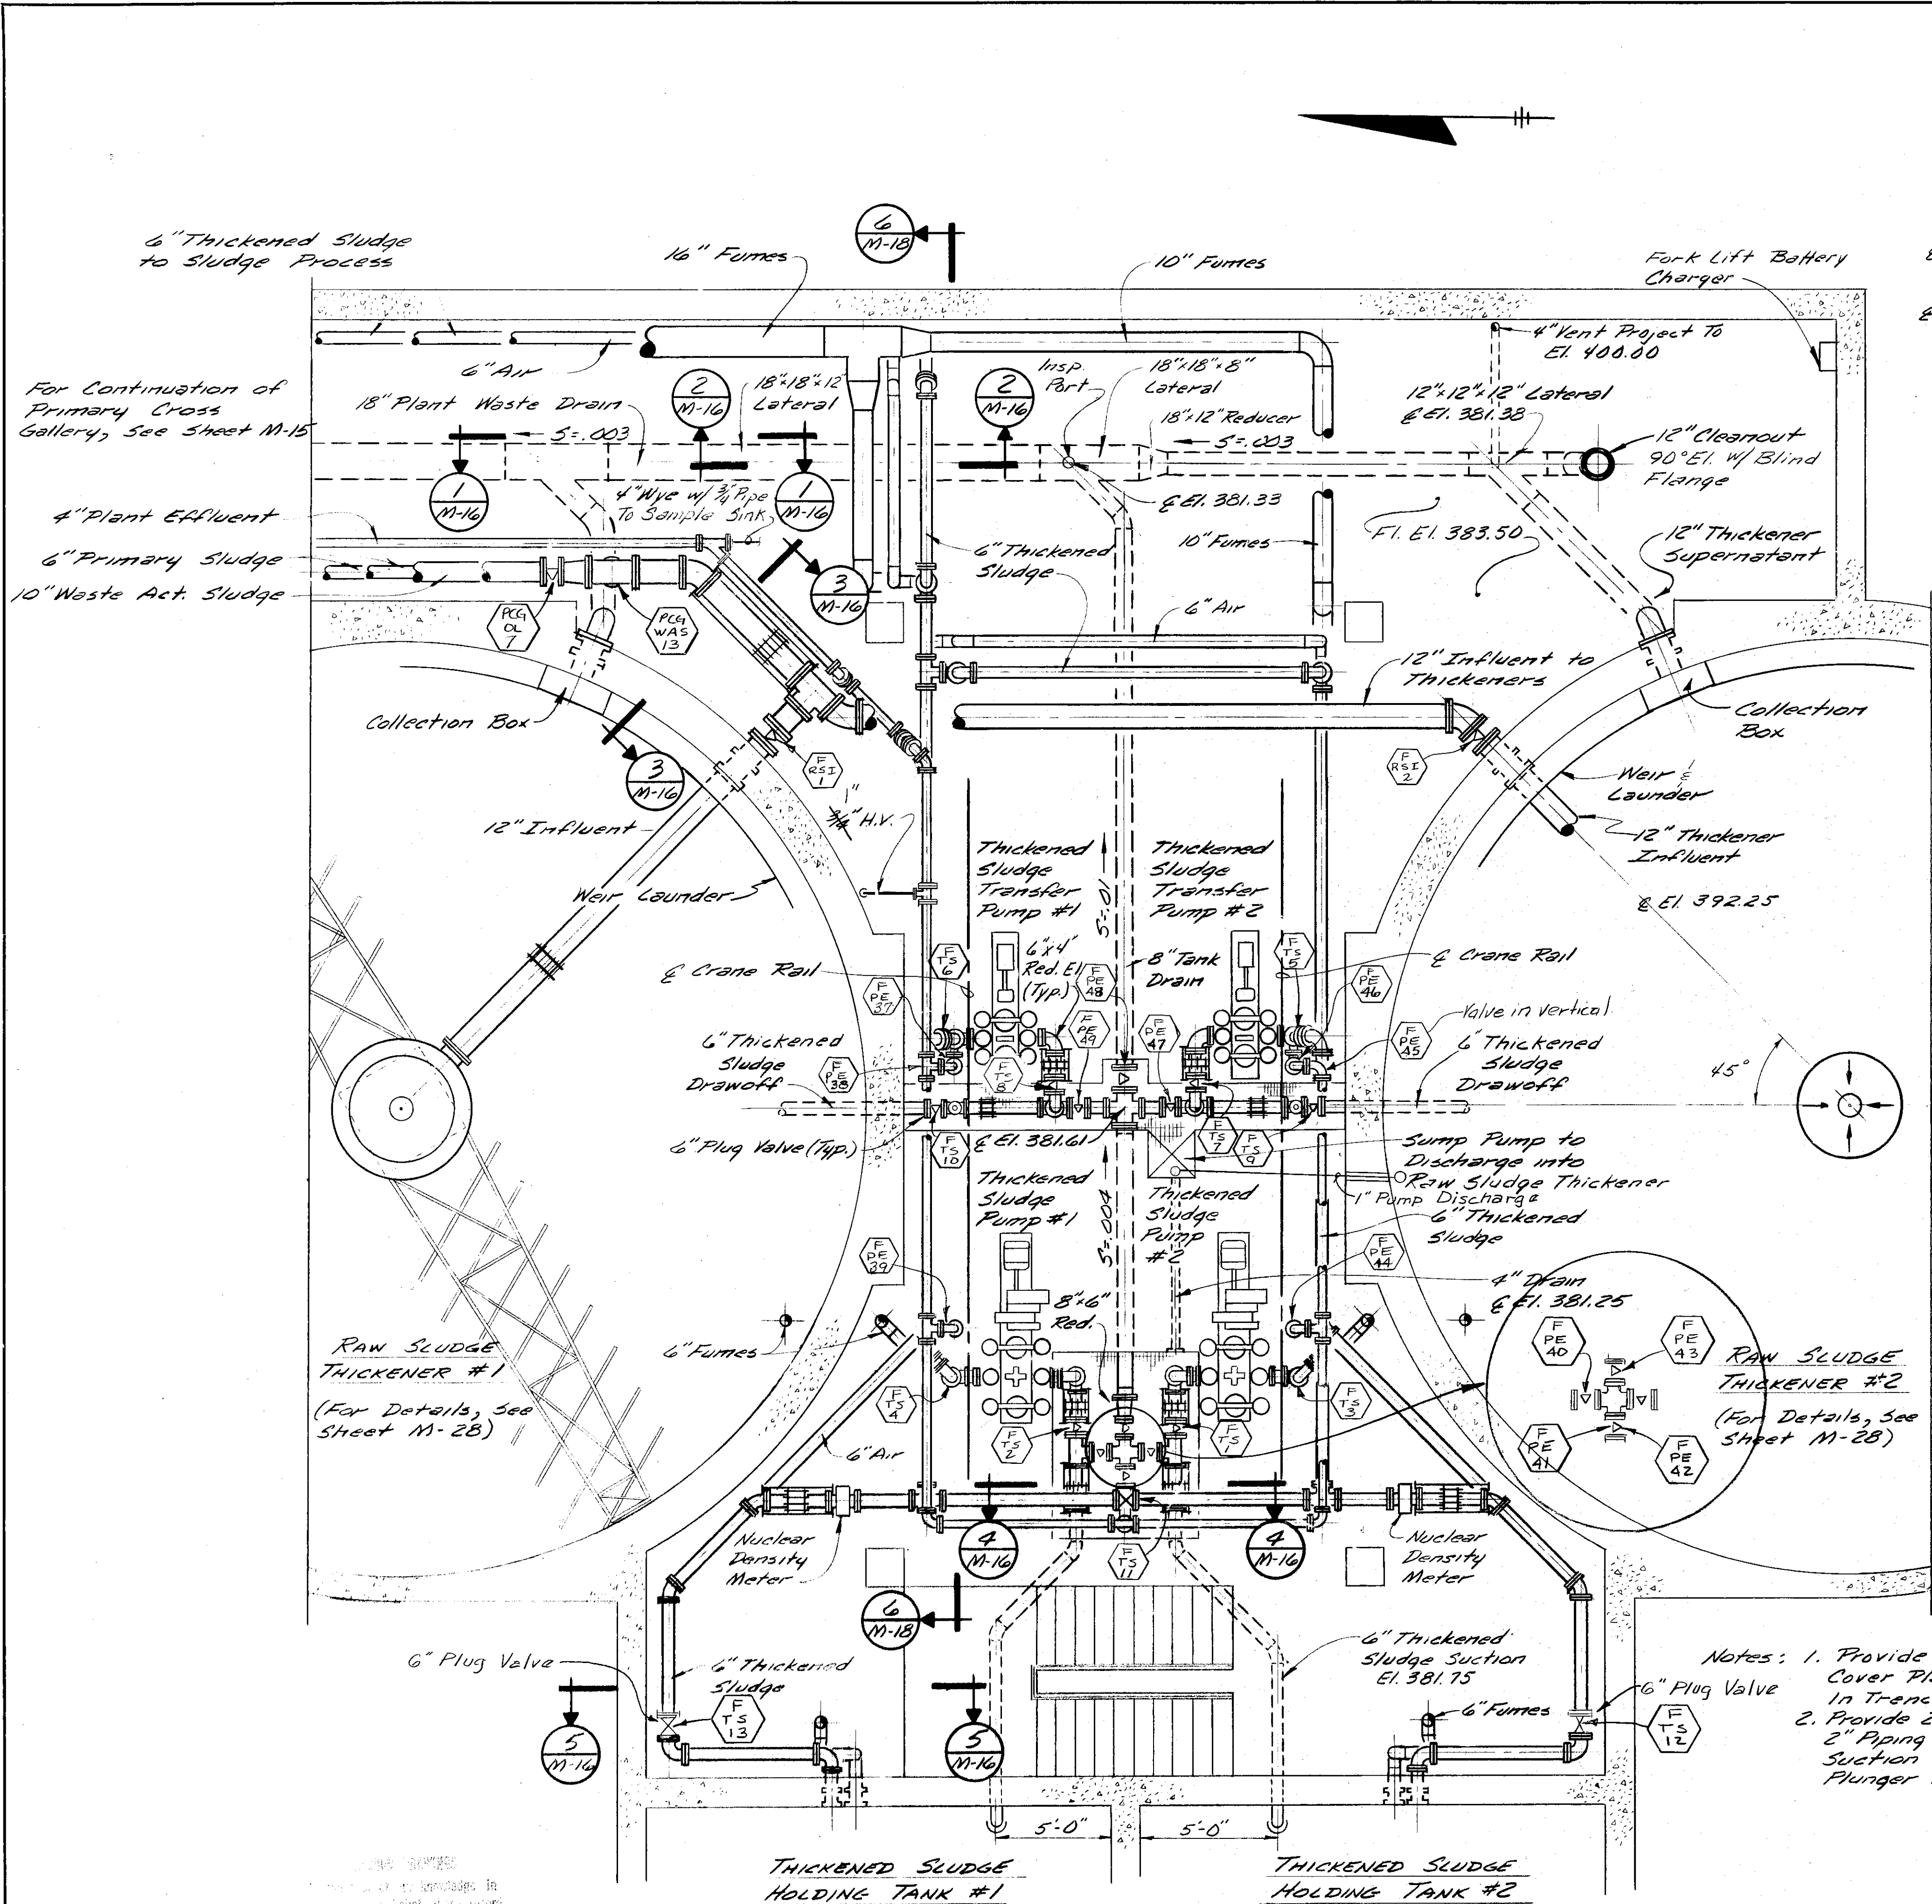 6" Thickened Sludge
to Sludge Process
16" Fumes
6
M-18
10" Fumes
Fork Lift Battery
Charger
4" Vent Project To
El. 400.00
6" Air
For Continuation of
Primary Cross
Gallery, See Sheet M-15
18" Plant Waste Drain
2
M-16
18"x18"x12"
Lateral
Insp.
Port
2
M-16
18"x18"x8"
Lateral
18"x12" Reducer
12"x12"x12" Lateral
℄ El. 381.38
S=.003
S=.003
12" Cleanout
90° El. W/ Blind
Flange
1
M-16
4" Wye w/ 3/4" Pipe
To Sample Sink
1
M-16
℄ El. 381.33
4" Plant Effluent
6" Primary Sludge
10" Waste Act. Sludge
6" Thickened
Sludge
10" Fumes
Fl. El. 383.50
12" Thickener
Supernatant
PCG
OL
7
PCG
WAS
13
3
M-16
6" Air
Collection Box
12" Influent to
Thickeners
Collection
Box
3
M-16
F
RSI
1
F
RSI
2
Weir &
Launder
12" Influent
1"
3/4" H.V.
12" Thickener
Influent
Weir Launder
Thickened
Sludge
Transfer
Pump #1
S=.01
Thickened
Sludge
Transfer
Pump #2
℄ El. 392.25
℄ Crane Rail
F
TS
6
6"x4"
Red. El
(Typ.)
F
PE
48
8" Tank
Drain
F
TS
5
℄ Crane Rail
F
PE
37
F
PE
46
Valve in vertical
6" Thickened
Sludge
Drawoff
F
PE
38
F
TS
8
F
PE
49
F
PE
47
F
PE
45
6" Thickened
Sludge
Drawoff
45°
6" Plug Valve (Typ.)
F
TS
10
℄ El. 381.61
F
TS
7
F
TS
9
Sump Pump to
Discharge into
Raw Sludge Thickener
1" Pump Discharge
Thickened
Sludge
Pump #1
S=.004
Thickened
Sludge
Pump
#2
6" Thickened
Sludge
F
PE
39
F
PE
44
8"x6"
Red.
4" Drain
℄ El. 381.25
6" Fumes
RAW SLUDGE
THICKENER #1
(For Details, See
Sheet M-28)
F
PE
40
F
PE
43
RAW SLUDGE
THICKENER #2
(For Details, See
Sheet M-28)
F
TS
4
F
TS
2
F
TS
1
F
TS
3
F
PE
41
F
PE
42
6" Air
Nuclear
Density
Meter
4
M-16
F
TS
11
4
M-16
Nuclear
Density
Meter
6
M-18
6" Plug Valve
6" Thickened
Sludge
F
TS
13
6" Thickened
Sludge Suction
El. 381.75
6" Fumes
6" Plug Valve
F
TS
12
Notes: 1. Provide
Cover
In
2. Provide
2" Piping
Suction
Plunger
5
M-16
5
M-16
5'-0"
5'-0"
THICKENED SLUDGE
HOLDING TANK #1
THICKENED SLUDGE
HOLDING TANK #2